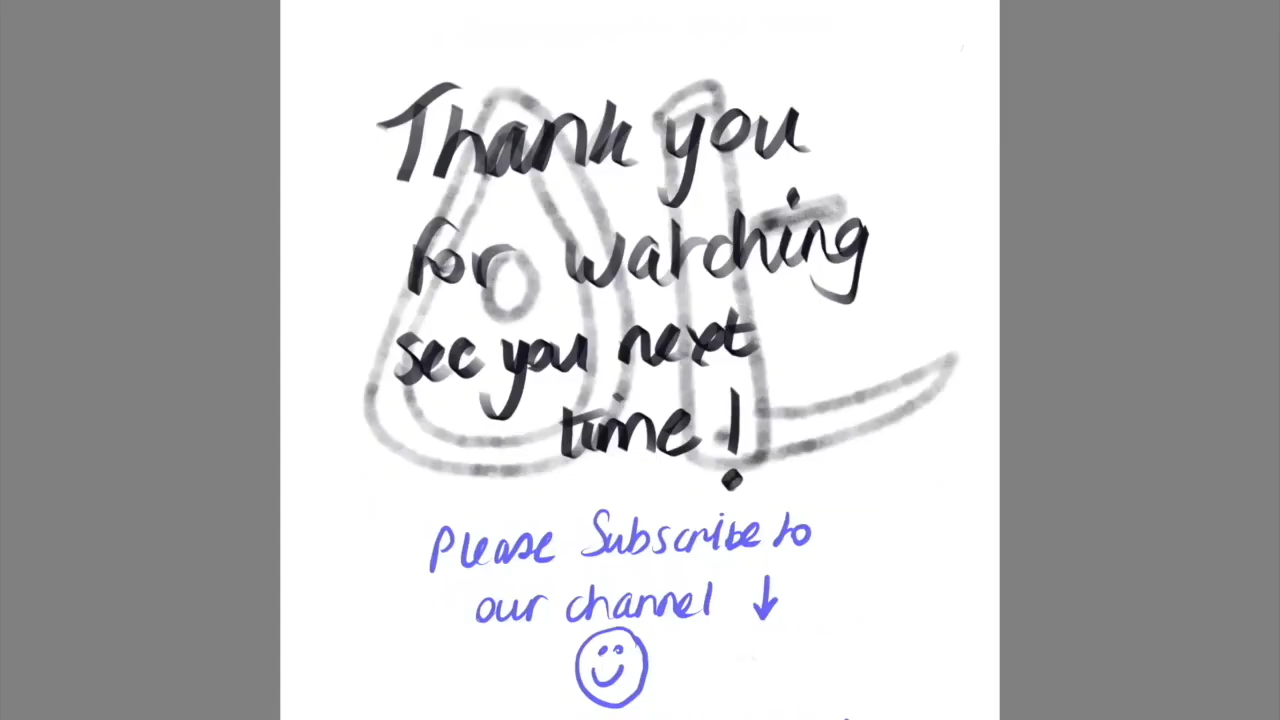 Thank you
for watching
see you next
time!
Please Subscribe to
our channel ↓